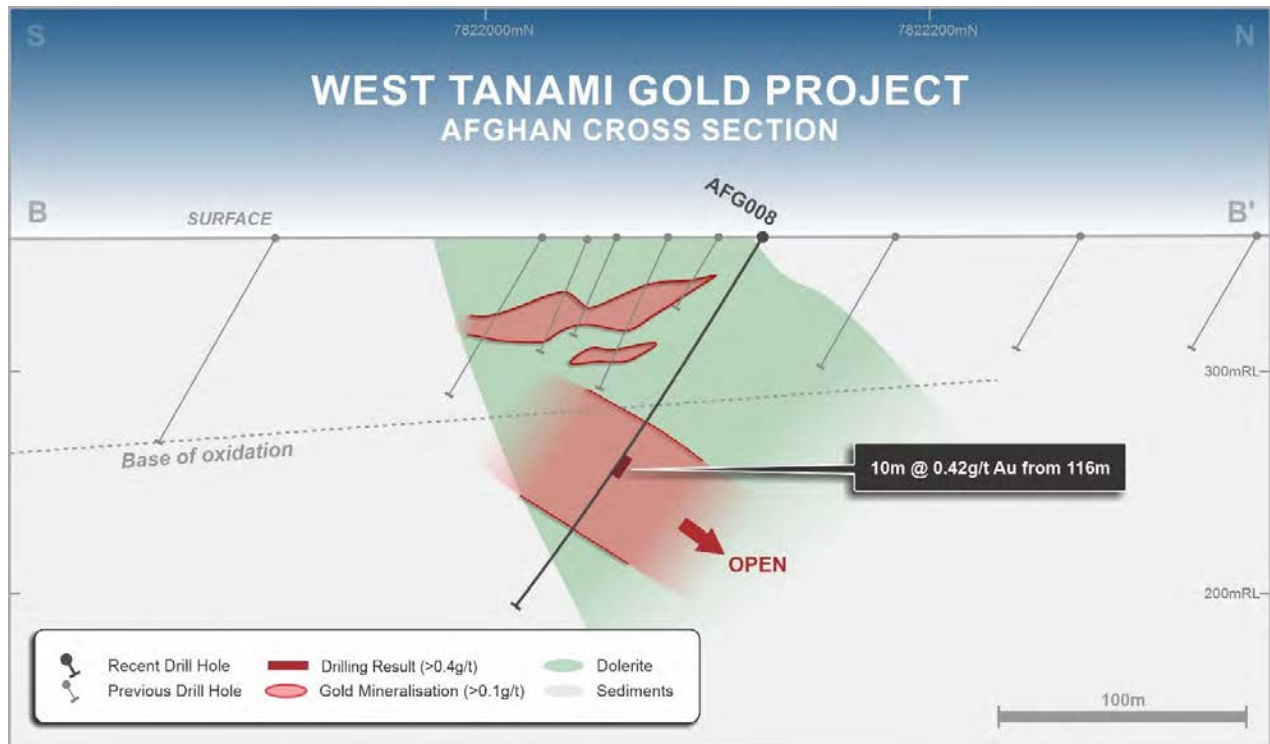 S
7822000mN
7822200mN
N
WEST TANAMI GOLD PROJECT
AFGHAN CROSS SECTION
AFG008
B
SURFACE
B'
300mRL
Base of oxidation
10m @ 0.42g/t Au from 116m
OPEN
200mRL
Recent Drill Hole
Drilling Result (>0.4g/t)
Dolerite
Previous Drill Hole
Gold Mineralisation (>0.1g/t)
Sediments
100m